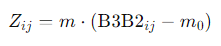 Z_{ij} = m · (B3B2_{ij} − m_0)